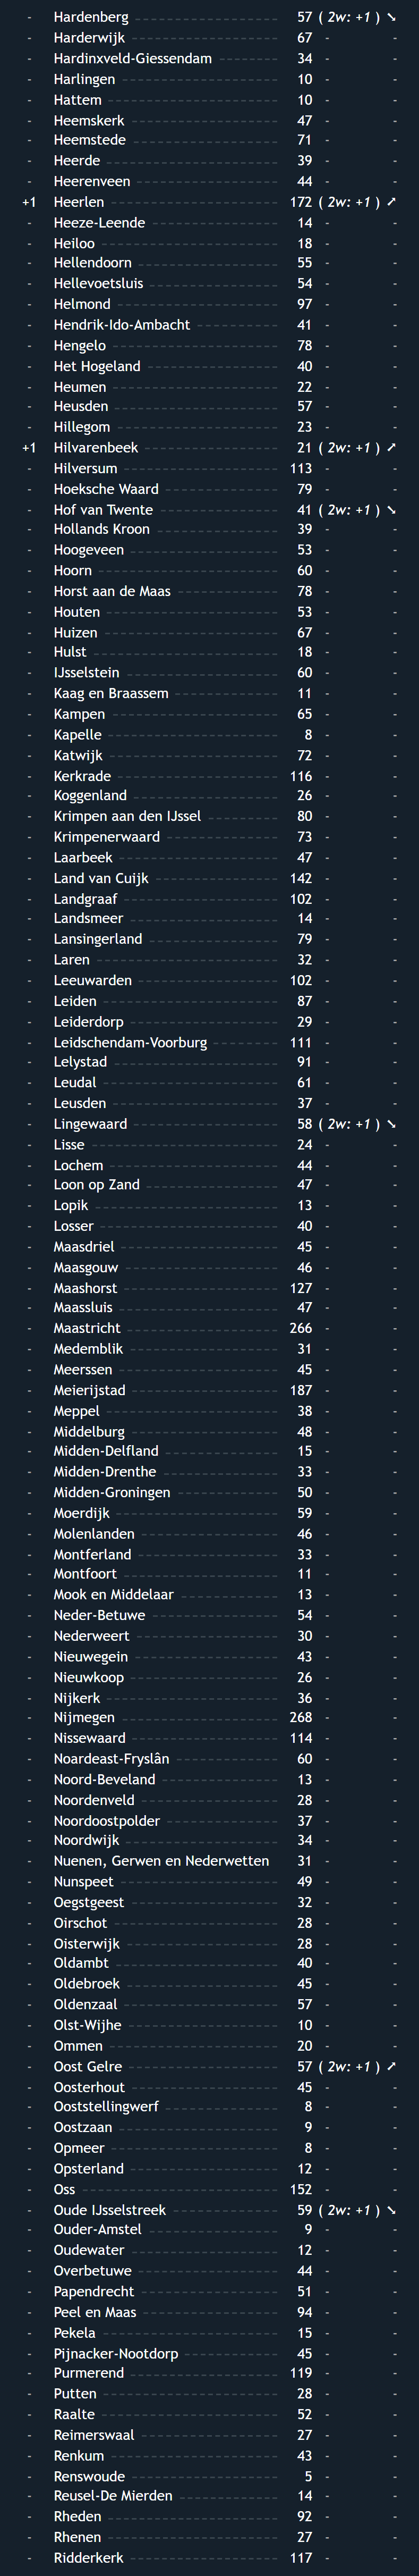 - Hardenberg 57 ( 2w: +1 ) ➘
- Harderwijk 67 - -
- Hardinxveld-Giessendam 34 - -
- Harlingen 10 - -
- Hattem 10 - -
- Heemskerk 47 - -
- Heemstede 71 - -
- Heerde 39 - -
- Heerenveen 44 - -
+1 Heerlen 172 ( 2w: +1 ) ➚
- Heeze-Leende 14 - -
- Heiloo 18 - -
- Hellendoorn 55 - -
- Hellevoetsluis 54 - -
- Helmond 97 - -
- Hendrik-Ido-Ambacht 41 - -
- Hengelo 78 - -
- Het Hogeland 40 - -
- Heumen 22 - -
- Heusden 57 - -
- Hillegom 23 - -
+1 Hilvarenbeek 21 ( 2w: +1 ) ➚
- Hilversum 113 - -
- Hoeksche Waard 79 - -
- Hof van Twente 41 ( 2w: +1 ) ➘
- Hollands Kroon 39 - -
- Hoogeveen 53 - -
- Hoorn 60 - -
- Horst aan de Maas 78 - -
- Houten 53 - -
- Huizen 67 - -
- Hulst 18 - -
- IJsselstein 60 - -
- Kaag en Braassem 11 - -
- Kampen 65 - -
- Kapelle 8 - -
- Katwijk 72 - -
- Kerkrade 116 - -
- Koggenland 26 - -
- Krimpen aan den IJssel 80 - -
- Krimpenerwaard 73 - -
- Laarbeek 47 - -
- Land van Cuijk 142 - -
- Landgraaf 102 - -
- Landsmeer 14 - -
- Lansingerland 79 - -
- Laren 32 - -
- Leeuwarden 102 - -
- Leiden 87 - -
- Leiderdorp 29 - -
- Leidschendam-Voorburg 111 - -
- Lelystad 91 - -
- Leudal 61 - -
- Leusden 37 - -
- Lingewaard 58 ( 2w: +1 ) ➘
- Lisse 24 - -
- Lochem 44 - -
- Loon op Zand 47 - -
- Lopik 13 - -
- Losser 40 - -
- Maasdriel 45 - -
- Maasgouw 46 - -
- Maashorst 127 - -
- Maassluis 47 - -
- Maastricht 266 - -
- Medemblik 31 - -
- Meerssen 45 - -
- Meierijstad 187 - -
- Meppel 38 - -
- Middelburg 48 - -
- Midden-Delfland 15 - -
- Midden-Drenthe 33 - -
- Midden-Groningen 50 - -
- Moerdijk 59 - -
- Molenlanden 46 - -
- Montferland 33 - -
- Montfoort 11 - -
- Mook en Middelaar 13 - -
- Neder-Betuwe 54 - -
- Nederweert 30 - -
- Nieuwegein 43 - -
- Nieuwkoop 26 - -
- Nijkerk 36 - -
- Nijmegen 268 - -
- Nissewaard 114 - -
- Noardeast-Fryslân 60 - -
- Noord-Beveland 13 - -
- Noordenveld 28 - -
- Noordoostpolder 37 - -
- Noordwijk 34 - -
- Nuenen, Gerwen en Nederwetten 31 - -
- Nunspeet 49 - -
- Oegstgeest 32 - -
- Oirschot 28 - -
- Oisterwijk 28 - -
- Oldambt 40 - -
- Oldebroek 45 - -
- Oldenzaal 57 - -
- Olst-Wijhe 10 - -
- Ommen 20 - -
- Oost Gelre 57 ( 2w: +1 ) ➚
- Oosterhout 45 - -
- Ooststellingwerf 8 - -
- Oostzaan 9 - -
- Opmeer 8 - -
- Opsterland 12 - -
- Oss 152 - -
- Oude IJsselstreek 59 ( 2w: +1 ) ➘
- Ouder-Amstel 9 - -
- Oudewater 12 - -
- Overbetuwe 44 - -
- Papendrecht 51 - -
- Peel en Maas 94 - -
- Pekela 15 - -
- Pijnacker-Nootdorp 45 - -
- Purmerend 119 - -
- Putten 28 - -
- Raalte 52 - -
- Reimerswaal 27 - -
- Renkum 43 - -
- Renswoude 5 - -
- Reusel-De Mierden 14 - -
- Rheden 92 - -
- Rhenen 27 - -
- Ridderkerk 117 - -